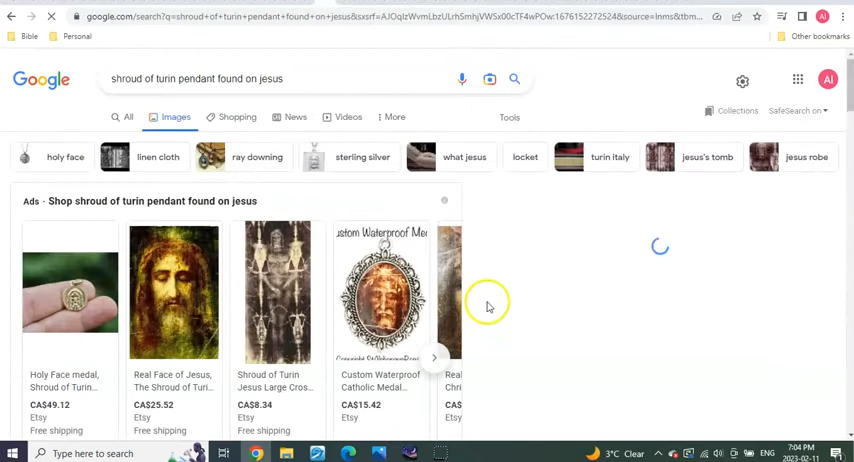 google.com/search?q=shroud+of+turin+pendant+found+on+jesus&sxsrf=AJOqlzWvmLbzULrhSmhjVWSx00cTF4wPOw:1676152272524&source=lnms&tbm...
AI
Bible
Personal
Other bookmarks
Google
shroud of turin pendant found on jesus
AI
All
Images
Shopping
News
Videos
More
Tools
Collections
SafeSearch on
holy face
linen cloth
ray downing
sterling silver
what jesus
locket
turin italy
jesus's tomb
jesus robe
Ads · Shop shroud of turin pendant found on jesus
ustom Waterproof Me
Holy Face medal,
Shroud of Turin...
CA$49.12
Etsy
Free shipping
Real Face of Jesus,
The Shroud of Turi...
CA$25.52
Etsy
Free shipping
Shroud of Turin
Jesus Large Cros...
CA$8.34
Etsy
Free shipping
Custom Waterproof
Catholic Medal...
CA$15.42
Etsy
Free shipping
Real
Chri
CA$
Etsy
Type here to search
3°C Clear
ENG
7:04 PM
2023-02-11